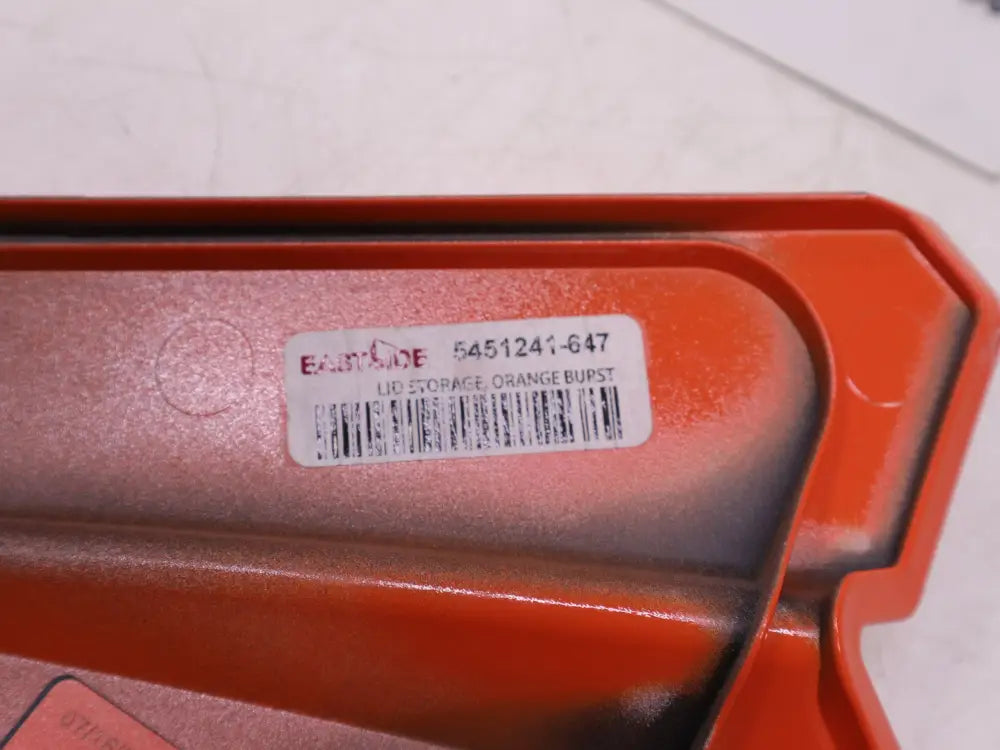 EASTSIDE 5451241-647
LID STORAGE, ORANGE BURST